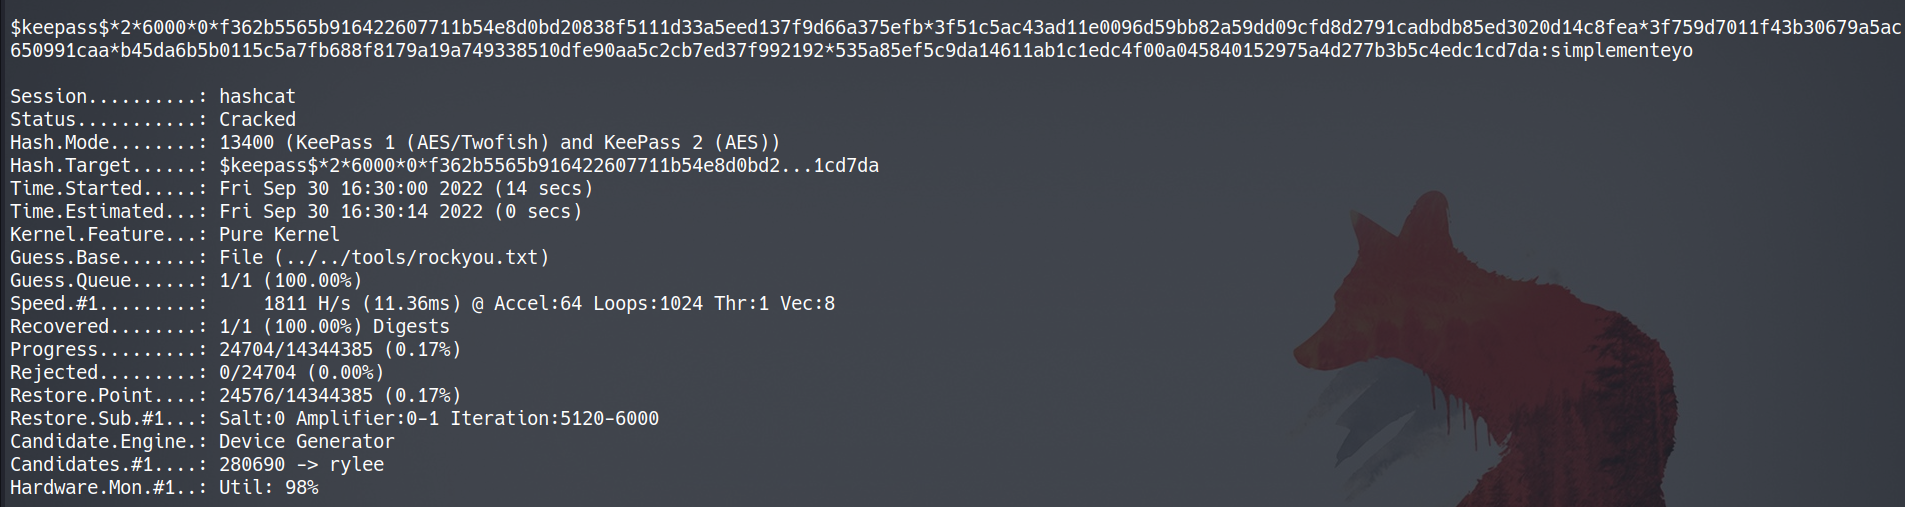 $keepass$*2*6000*0*f362b5565b916422607711b54e8d0bd20838f5111d33a5eed137f9d66a375efb*3f51c5ac43ad11e0096d59bb82a59dd09cfd8d2791cadbdb85ed3020d14c8fea*3f759d7011f43b30679a5ac
650991caa*b45da6b5b0115c5a7fb688f8179a19a749338510dfe90aa5c2cb7ed37f992192*535a85ef5c9da14611ab1c1edc4f00a045840152975a4d277b3b5c4edc1cd7da:simplementeyo
Session..........: hashcat
Status...........: Cracked
Hash.Mode........: 13400 (KeePass 1 (AES/Twofish) and KeePass 2 (AES))
Hash.Target......: $keepass$*2*6000*0*f362b5565b916422607711b54e8d0bd2...1cd7da
Time.Started.....: Fri Sep 30 16:30:00 2022 (14 secs)
Time.Estimated...: Fri Sep 30 16:30:14 2022 (0 secs)
Kernel.Feature...: Pure Kernel
Guess.Base.......: File (../../tools/rockyou.txt)
Guess.Queue......: 1/1 (100.00%)
Speed.#1.........:     1811 H/s (11.36ms) @ Accel:64 Loops:1024 Thr:1 Vec:8
Recovered........: 1/1 (100.00%) Digests
Progress.........: 24704/14344385 (0.17%)
Rejected.........: 0/24704 (0.00%)
Restore.Point....: 24576/14344385 (0.17%)
Restore.Sub.#1...: Salt:0 Amplifier:0-1 Iteration:5120-6000
Candidate.Engine.: Device Generator
Candidates.#1....: 280690 -> rylee
Hardware.Mon.#1..: Util: 98%